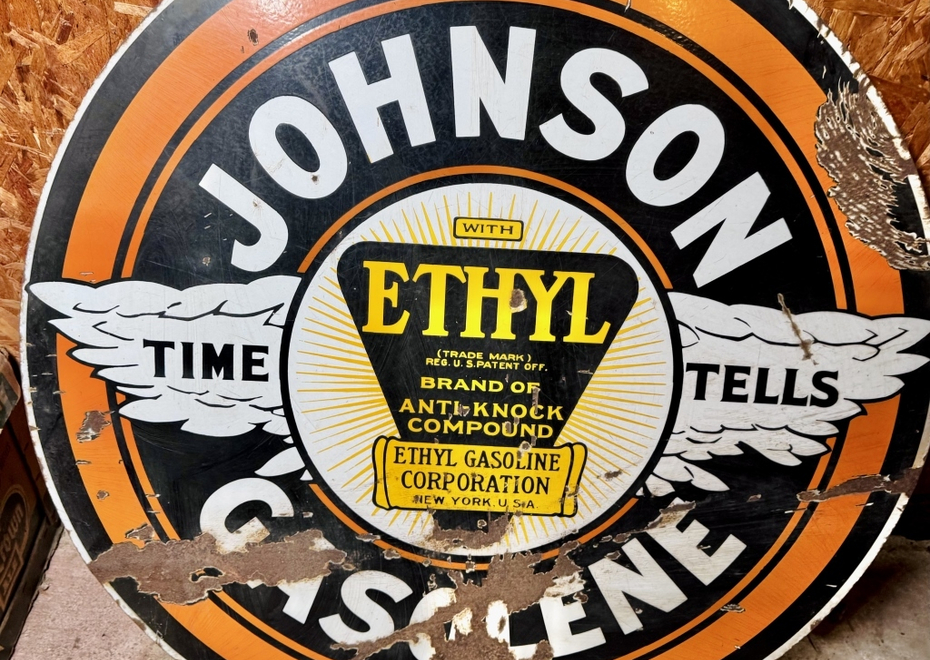 JOHNSON
WITH
ETHYL
(TRADE MARK)
REG. U.S. PATENT OFF.
BRAND OF
ANTI-KNOCK
COMPOUND
ETHYL GASOLINE
CORPORATION
NEW YORK. U.S.A.
TIME
TELLS
GASOLENE